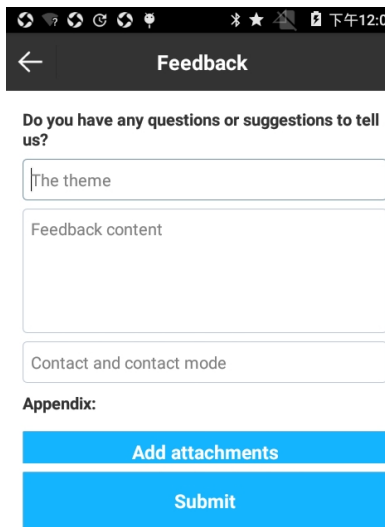 下午12:0
Feedback
Do you have any questions or suggestions to tell
us?
The theme
Feedback content
Contact and contact mode
Appendix:
Add attachments
Submit